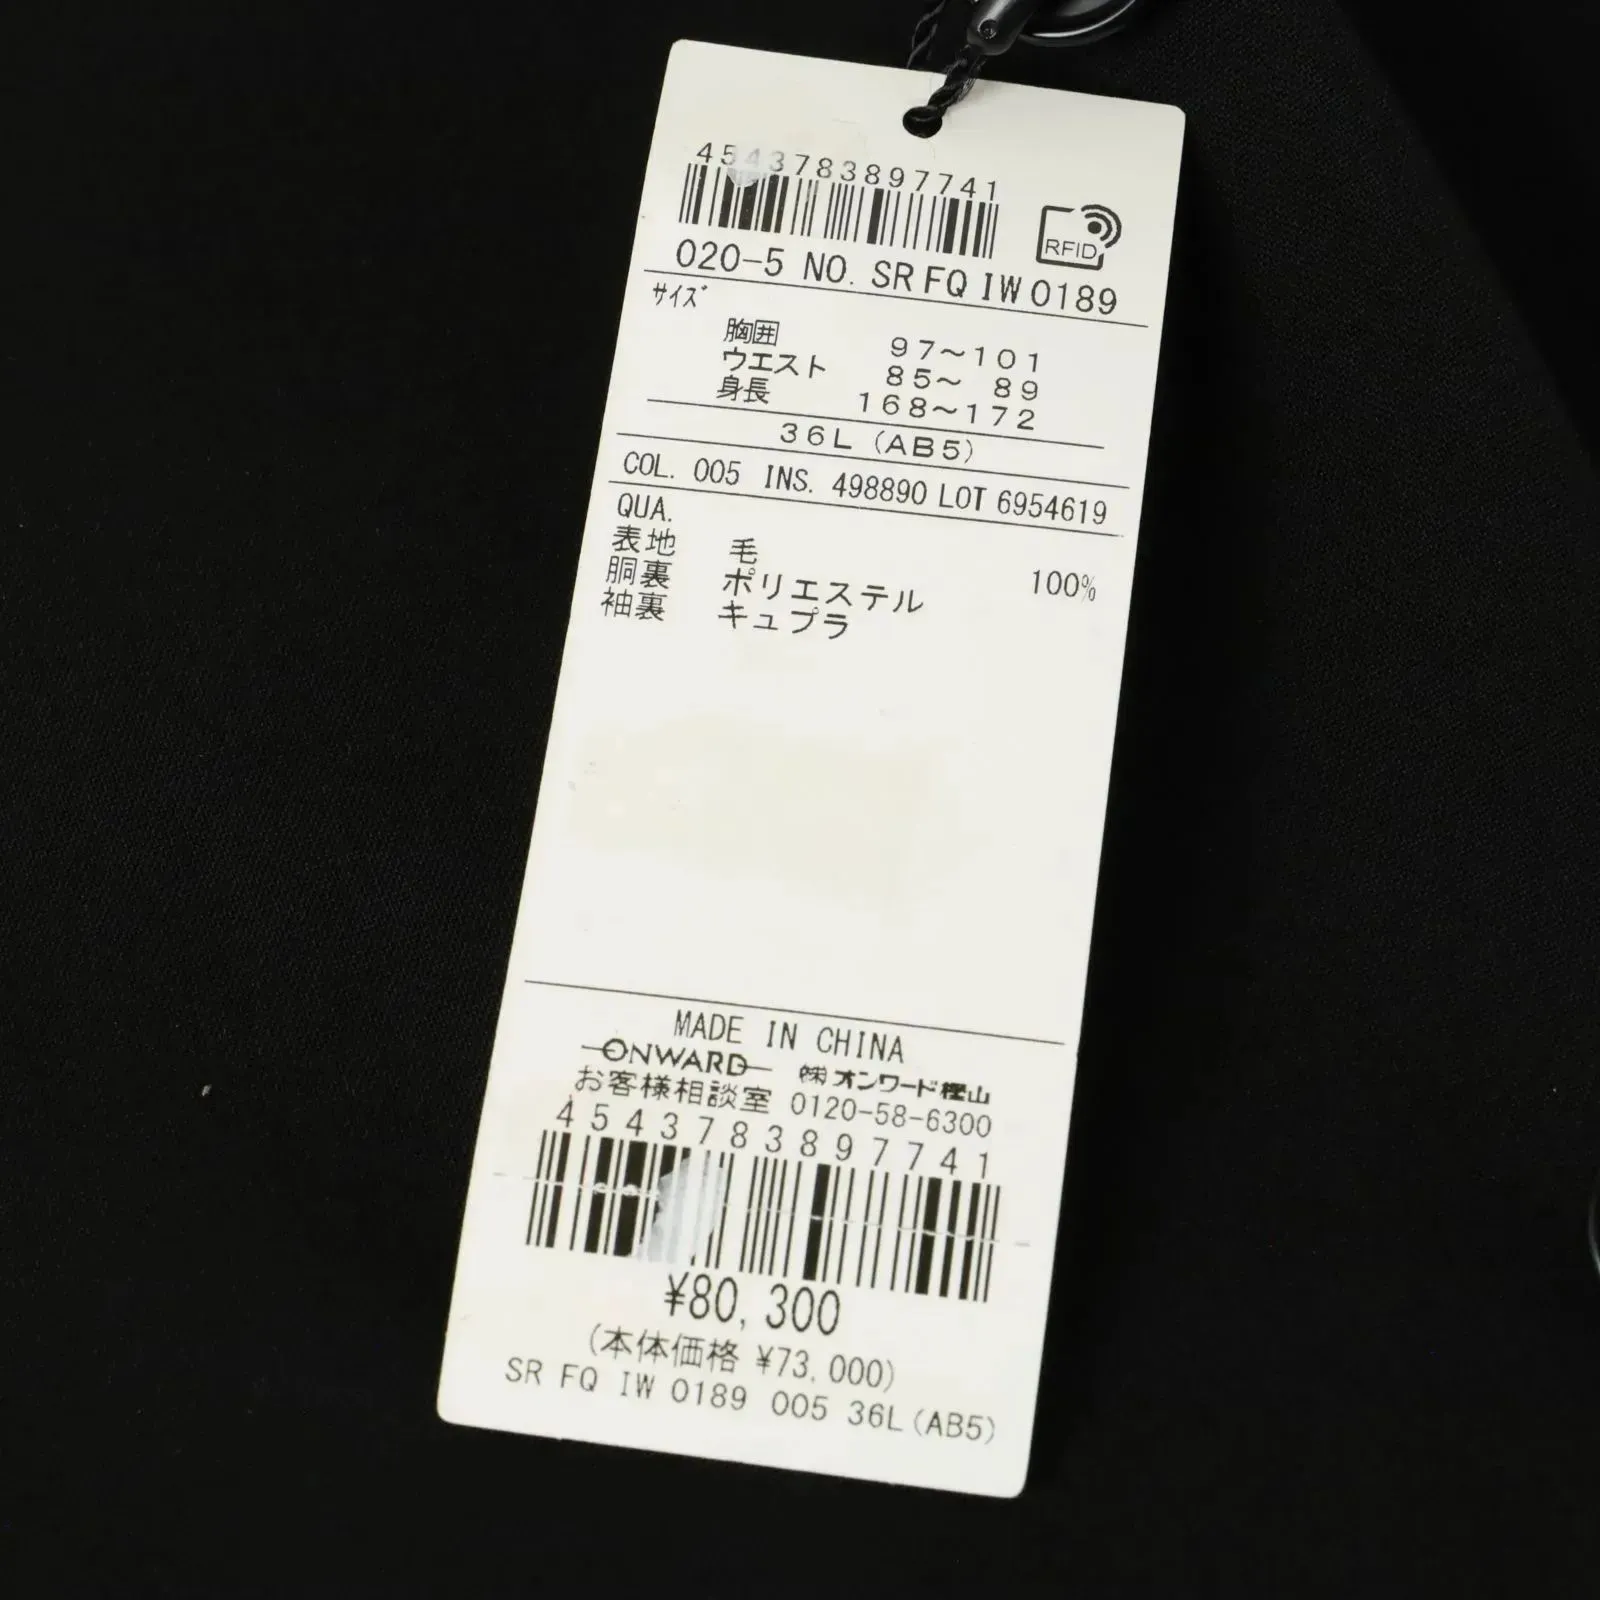 4543783897741
RFID
020-5 NO. SR FQ IW 0189
サイズ
胸囲 97〜101
ウエスト 85〜 89
身長 168〜172
36L (AB5)
COL. 005 INS. 498890 LOT 6954619
QUA.
表地 毛 100%
胴裏 ポリエステル
袖裏 キュプラ
MADE IN CHINA
ONWARD ㈱オンワード樫山
お客様相談室 0120-58-6300
4543783897741
¥80,300
(本体価格 ¥73,000)
SR FQ IW 0189 005 36L(AB5)